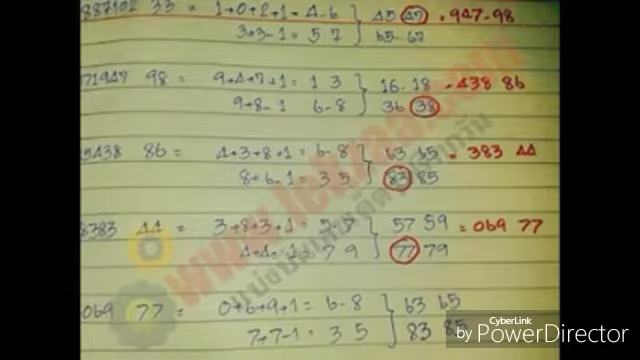 887102 33 = 1+0+2+1 = 4-6 } 45 47 = 947-98
3+3-1 = 5 7 65-67
71947 98 = 9+4+7+1 = 1 3 } 16-18 = 438 86
9+8-1 6-8 36 38
5438 86 = 4+3+8+1 = 6-8 } 63 65 = 383 44
8+6-1 = 3 5 83 85
8383 44 = 3+8+3+1 = 5-7 } 57 59 = 069 77
4+4-1 = 7 9 77 79
069 77 = 0+6+9+1 = 6-8 } 63 65
7+7-1 = 3 5 83 85
CyberLink
by PowerDirector